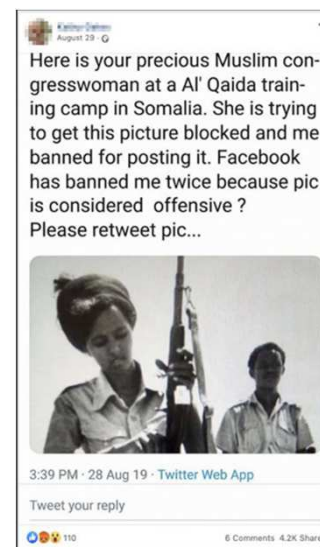 August 29
Here is your precious Muslim con-
gresswoman at a Al' Qaida train-
ing camp in Somalia. She is trying
to get this picture blocked and me
banned for posting it. Facebook
has banned me twice because pic
is considered offensive ?
Please retweet pic...
3:39 PM · 28 Aug 19 · Twitter Web App
Tweet your reply
110
6 Comments 4.2K Share